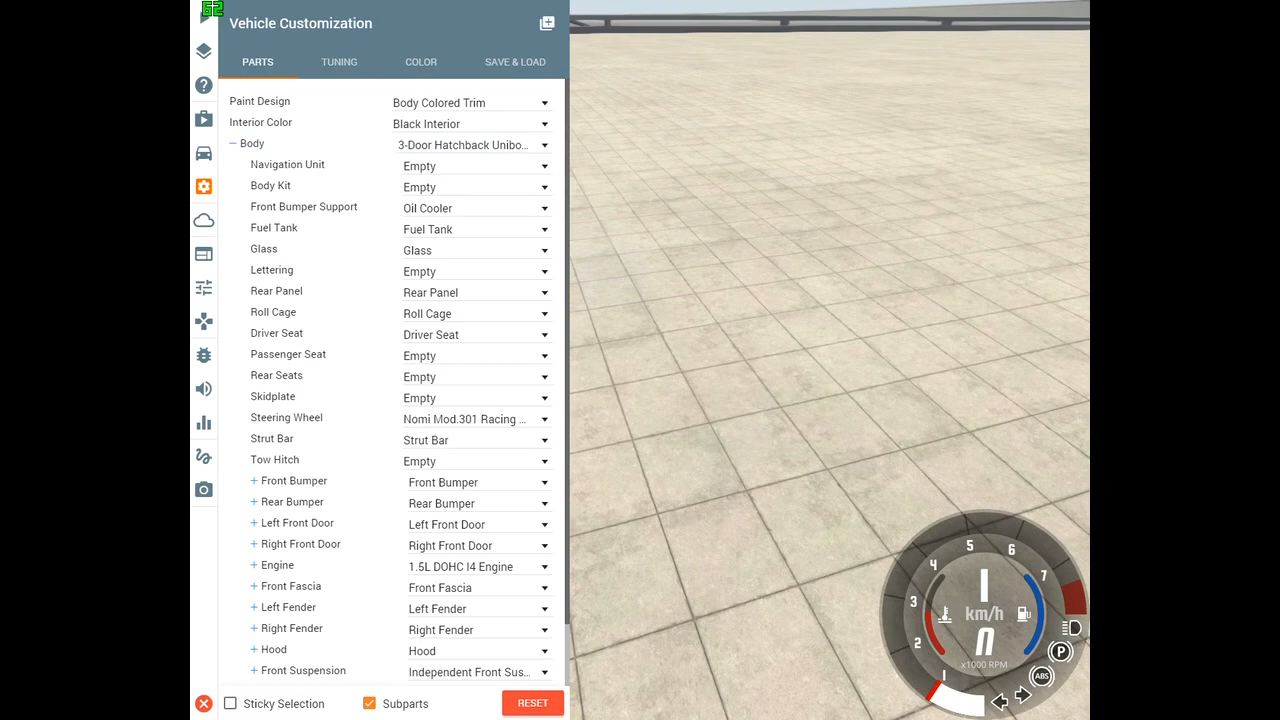 62
Vehicle Customization
PARTS TUNING COLOR SAVE & LOAD
Paint Design Body Colored Trim
Interior Color Black Interior
Body 3-Door Hatchback Unibo...
Navigation Unit Empty
Body Kit Empty
Front Bumper Support Oil Cooler
Fuel Tank Fuel Tank
Glass Glass
Lettering Empty
Rear Panel Rear Panel
Roll Cage Roll Cage
Driver Seat Driver Seat
Passenger Seat Empty
Rear Seats Empty
Skidplate Empty
Steering Wheel Nomi Mod.301 Racing ...
Strut Bar Strut Bar
Tow Hitch Empty
+ Front Bumper Front Bumper
+ Rear Bumper Rear Bumper
+ Left Front Door Left Front Door
+ Right Front Door Right Front Door
+ Engine 1.5L DOHC I4 Engine
+ Front Fascia Front Fascia
+ Left Fender Left Fender
+ Right Fender Right Fender
+ Hood Hood
+ Front Suspension Independent Front Sus...
Sticky Selection Subparts RESET
1 2 3 4 5 6 7
km/h
n
x1000 RPM
P
ABS